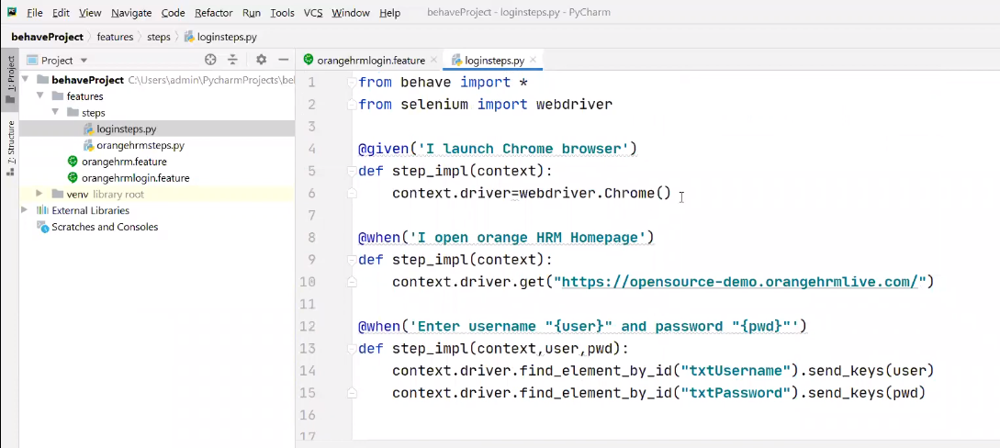 File Edit View Navigate Code Refactor Run Tools VCS Window Help behaveProject - loginsteps.py - PyCharm
behaveProject features steps loginsteps.py
Project orangehrmlogin.feature loginsteps.py
1: Project
7: Structure
behaveProject C:\Users\admin\PycharmProjects\bel
features
steps
loginsteps.py
orangehrmsteps.py
orangehrm.feature
orangehrmlogin.feature
venv library root
External Libraries
Scratches and Consoles
1 from behave import *
2 from selenium import webdriver
3
4 @given('I launch Chrome browser')
5 def step_impl(context):
6 context.driver=webdriver.Chrome()
7
8 @when('I open orange HRM Homepage')
9 def step_impl(context):
10 context.driver.get("https://opensource-demo.orangehrmlive.com/")
11
12 @when('Enter username "{user}" and password "{pwd}"')
13 def step_impl(context,user,pwd):
14 context.driver.find_element_by_id("txtUsername").send_keys(user)
15 context.driver.find_element_by_id("txtPassword").send_keys(pwd)
16
17